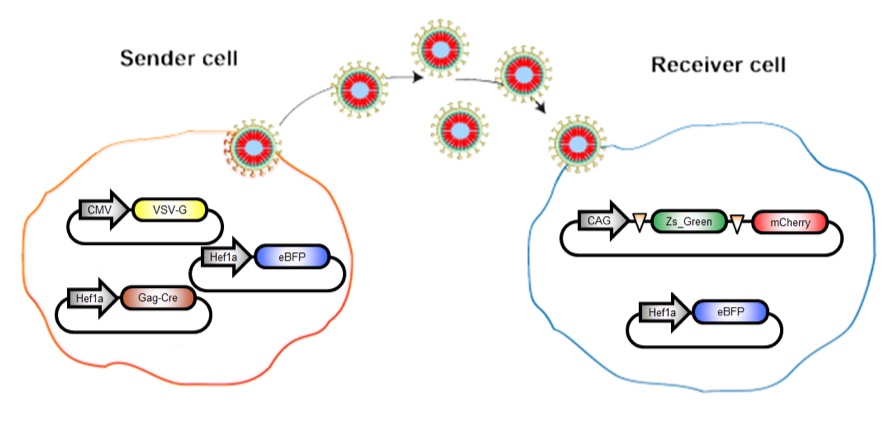 Sender cell
Receiver cell
CMV VSV-G
Hef1a eBFP
Hef1a Gag-Cre
CAG Zs_Green mCherry
Hef1a eBFP